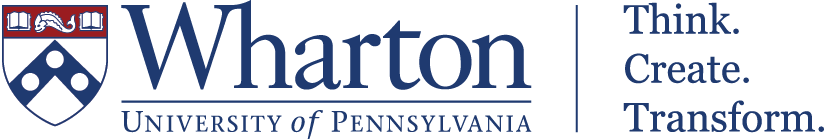 Wharton
UNIVERSITY of PENNSYLVANIA
Think.
Create.
Transform.